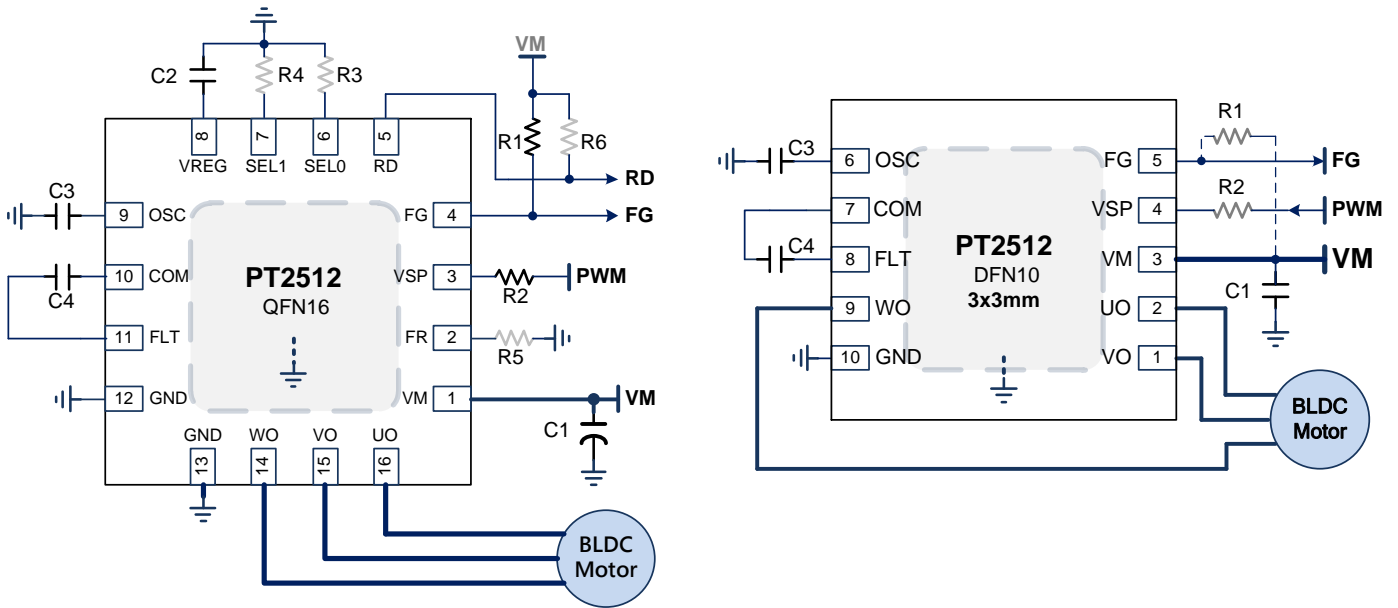 VM
C2
R4
R3
R1
R6
8
7
6
5
VREG
SEL1
SEL0
RD
RD
C3
9
OSC
FG
4
FG
10
COM
C4
PT2512
QFN16
VSP
3
R2
PWM
11
FLT
FR
2
R5
12
GND
VM
1
VM
C1
GND
WO
VO
UO
13
14
15
16
BLDC
Motor
R1
C3
6
OSC
FG
5
FG
7
COM
VSP
4
R2
PWM
C4
8
FLT
PT2512
DFN10
3x3mm
VM
3
VM
C1
9
WO
UO
2
10
GND
VO
1
BLDC
Motor